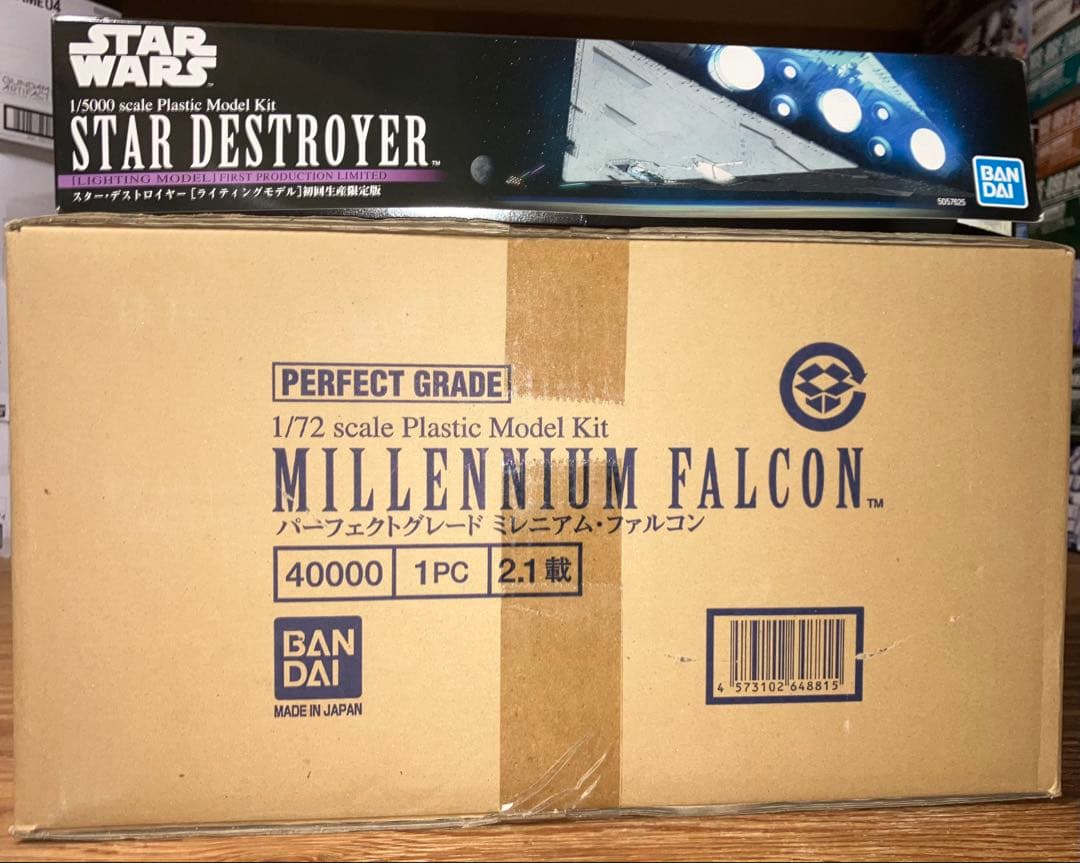 STAR
WARS
1/5000 scale Plastic Model Kit
STAR DESTROYER™
[LIGHTING MODEL] FIRST PRODUCTION LIMITED
スター・デストロイヤー [ライティングモデル] 初回生産限定版
BAN
DAI
5057625
GUNDAM
ARTIFACT
PERFECT GRADE
1/72 scale Plastic Model Kit
MILLENNIUM FALCON™
パーフェクトグレード ミレニアム・ファルコン
40000 1PC 2.1載
BAN
DAI
MADE IN JAPAN
4 573102 648815